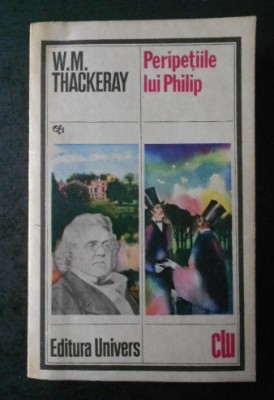 W.M.
THACKERAY
Peripețiile
lui Philip
Editura Univers
clu